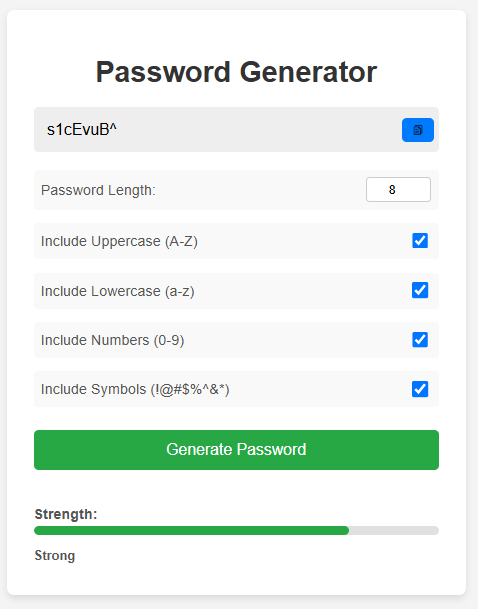 Password Generator
s1cEvuB^
Password Length: 8
Include Uppercase (A-Z)
Include Lowercase (a-z)
Include Numbers (0-9)
Include Symbols (!@#$%^&*)
Generate Password
Strength:
Strong